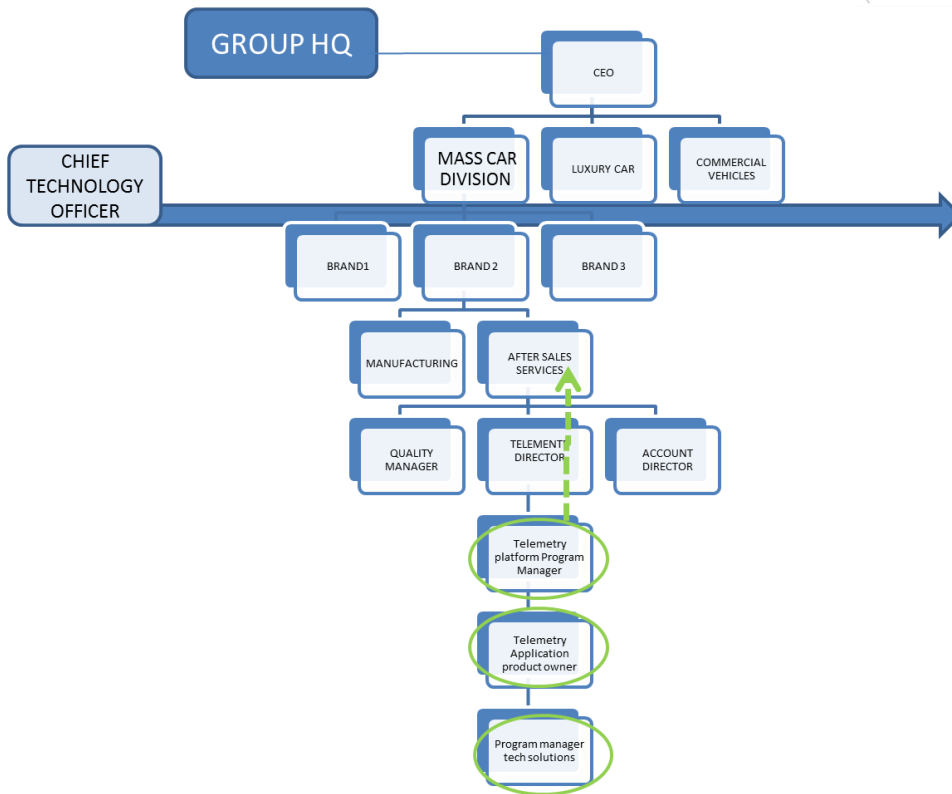 GROUP HQ
CEO
MASS CAR
DIVISION
LUXURY CAR
COMMERCIAL
VEHICLES
CHIEF
TECHNOLOGY
OFFICER
BRAND1
BRAND 2
BRAND 3
MANUFACTURING
AFTER SALES
SERVICES
QUALITY
MANAGER
DIRECTOR
ACCOUNT
DIRECTOR
Telemetry
platform Program
Manager
Telemetry
Application
product owner
Program manager
tech solutions